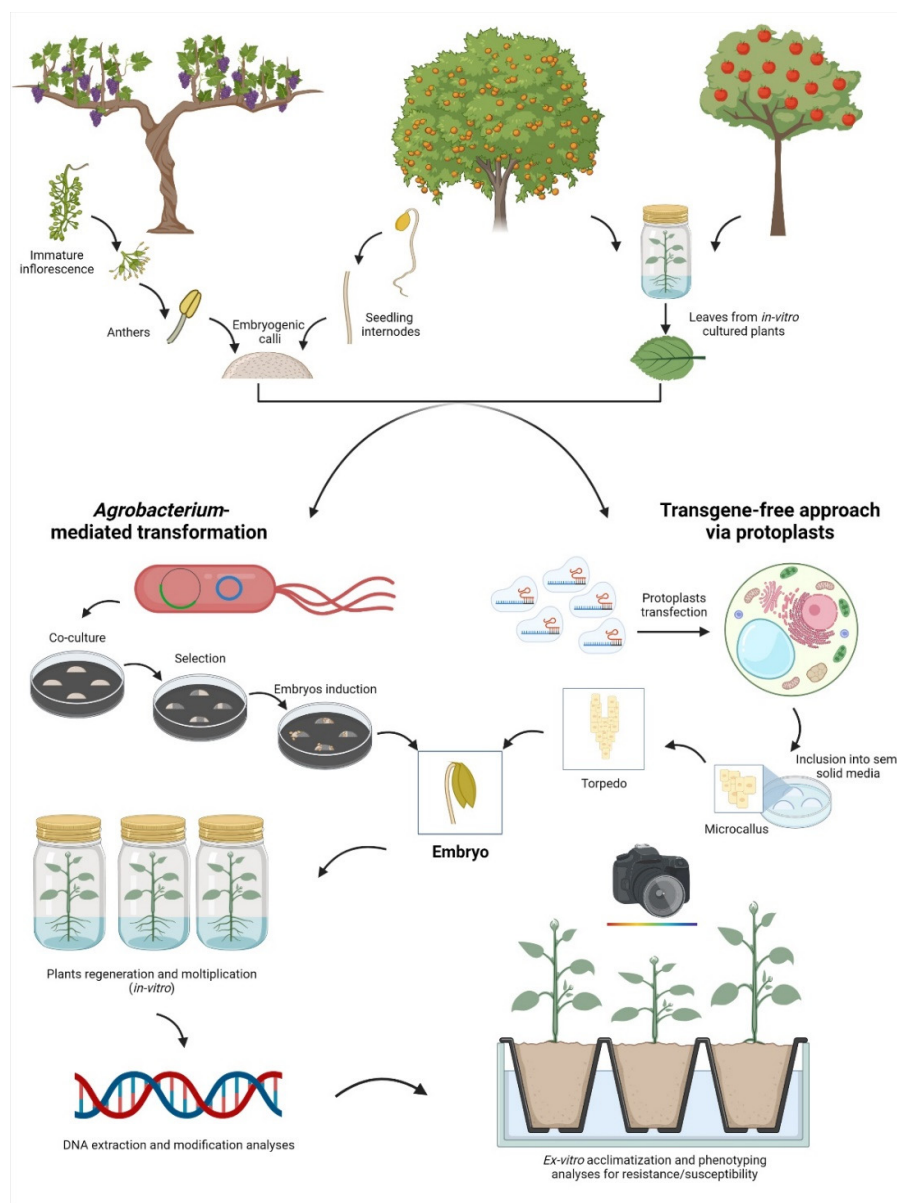 Immature
inflorescence
Anthers
Embryogenic
calli
Seedling
internodes
Leaves from in-vitro
cultured plants
Agrobacterium-
mediated transformation
Transgene-free approach
via protoplasts
Protoplasts
transfection
Co-culture
Selection
Embryos induction
Inclusion into sem
solid media
Microcallus
Torpedo
Embryo
Plants regeneration and moltiplication
(in-vitro)
DNA extraction and modification analyses
Ex-vitro acclimatization and phenotyping
analyses for resistance/susceptibility